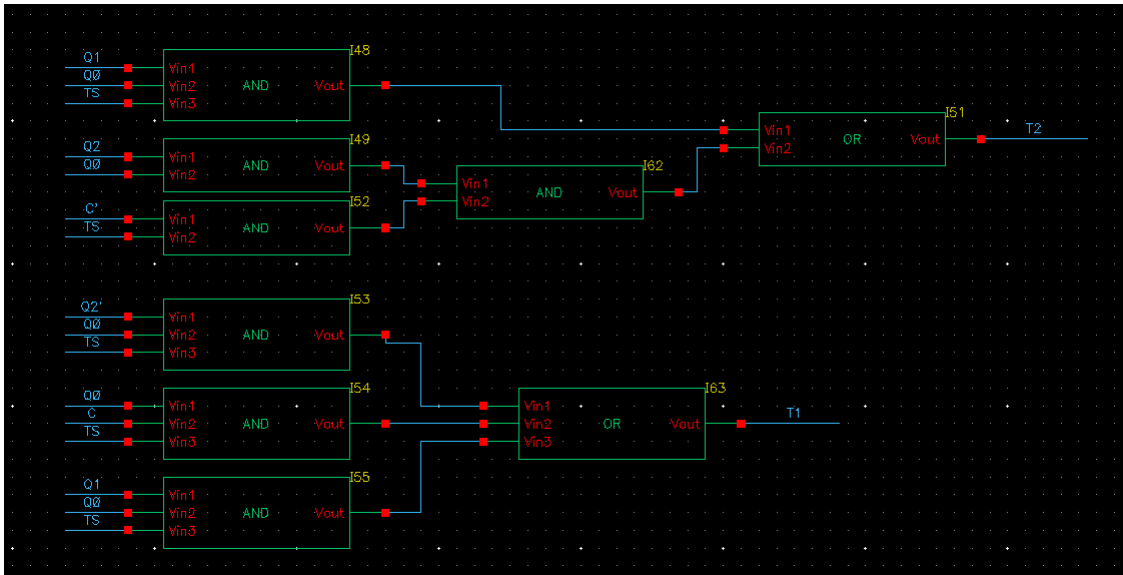 I48
Q1
Q0
TS
Vin1
Vin2
Vin3
AND
Vout
I49
Q2
Q0
Vin1
Vin2
AND
Vout
I52
C'
TS
Vin1
Vin2
AND
Vout
I62
Vin1
Vin2
AND
Vout
I51
Vin1
Vin2
OR
Vout
T2
I53
Q2'
Q0
TS
Vin1
Vin2
Vin3
AND
Vout
I54
Q0
C
TS
Vin1
Vin2
Vin3
AND
Vout
I55
Q1
Q0
TS
Vin1
Vin2
Vin3
AND
Vout
I63
Vin1
Vin2
Vin3
OR
Vout
T1